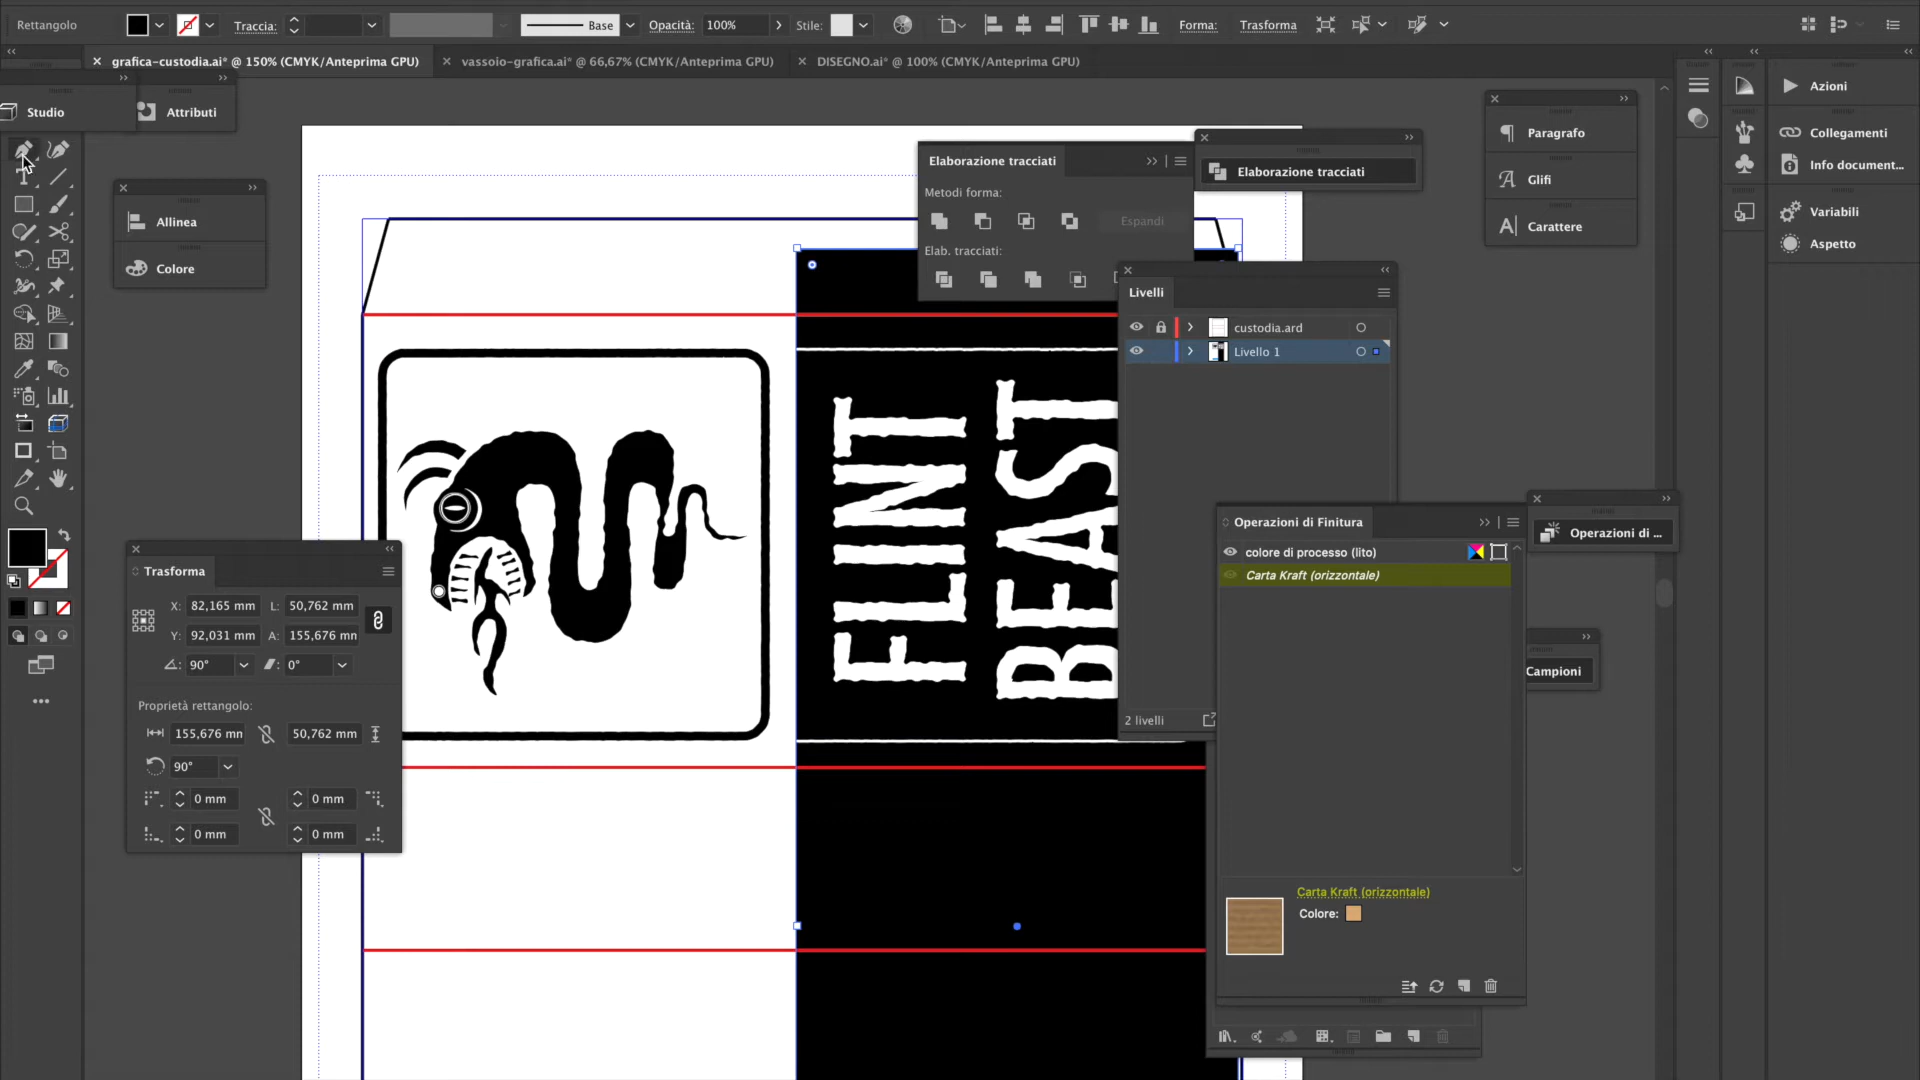 Rettangolo
Traccia:
Base
Opacità: 100%
Stile:
Forma:
Trasforma
grafica-custodia.ai* @ 150% (CMYK/Anteprima GPU)
vassoio-grafica.ai* @ 66,67% (CMYK/Anteprima GPU)
DISEGNO.ai* @ 100% (CMYK/Anteprima GPU)
Studio
Attributi
Azioni
Collegamenti
Info document...
Variabili
Aspetto
Paragrafo
Glifi
Carattere
Elaborazione tracciati
Metodi forma:
Espandi
Elab. tracciati:
Elaborazione tracciati
Allinea
Colore
Livelli
custodia.ard
Livello 1
2 livelli
FLINT
BEAST
Operazioni di Finitura
colore di processo (lito)
Carta Kraft (orizzontale)
Operazioni di ...
Campioni
Carta Kraft (orizzontale)
Colore:
Trasforma
X: 82,165 mm L: 50,762 mm
Y: 92,031 mm A: 155,676 mm
90° 0°
Proprietà rettangolo:
155,676 mm 50,762 mm
90°
0 mm 0 mm
0 mm 0 mm